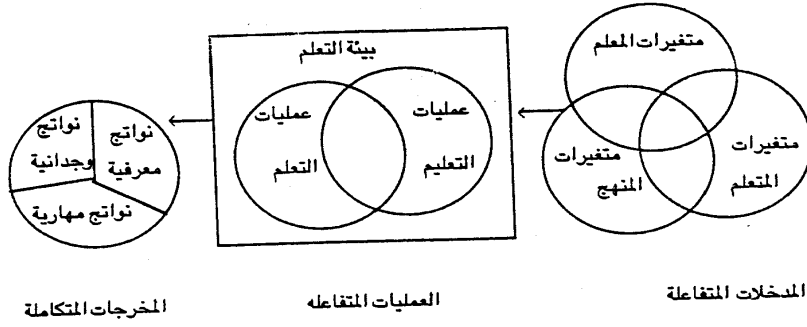 متغيرات المعلم
متغيرات
المتعلم
متغيرات
المنهج
بيئة التعلم
عمليات
التعليم
عمليات
التعلم
نواتج
معرفية
نواتج
وجدانية
نواتج مهارية
المدخلات المتفاعلة
العمليات المتفاعله
المخرجات المتكاملة